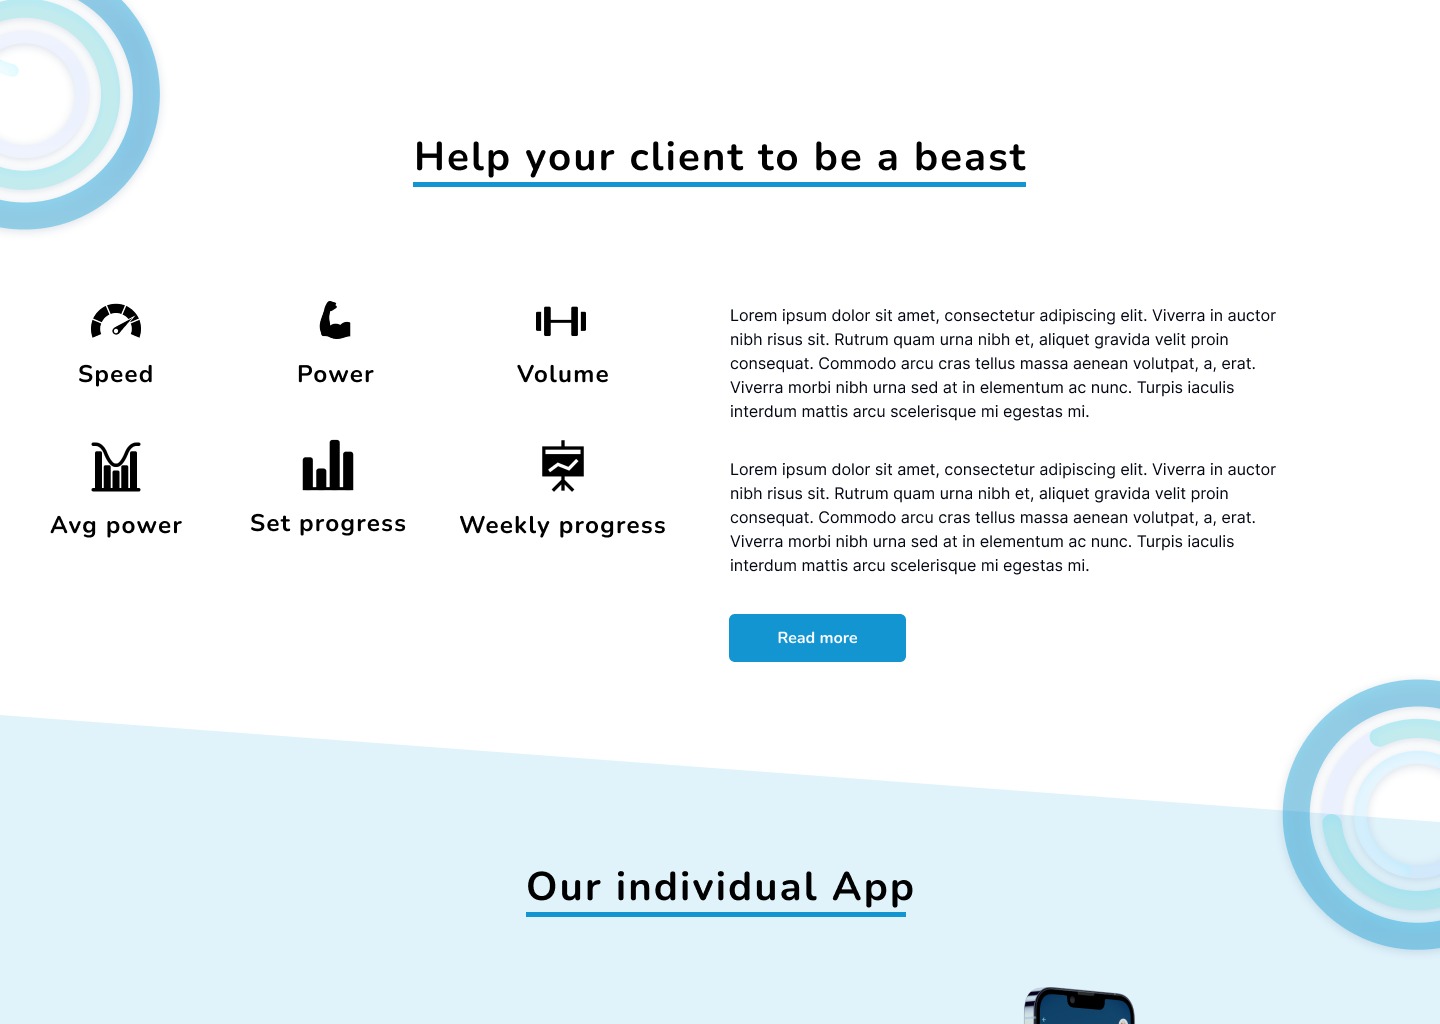 Help your client to be a beast
Speed
Power
Volume
Avg power
Set progress
Weekly progress
Lorem ipsum dolor sit amet, consectetur adipiscing elit. Viverra in auctor
nibh risus sit. Rutrum quam urna nibh et, aliquet gravida velit proin
consequat. Commodo arcu cras tellus massa aenean volutpat, a, erat.
Viverra morbi nibh urna sed at in elementum ac nunc. Turpis iaculis
interdum mattis arcu scelerisque mi egestas mi.
Lorem ipsum dolor sit amet, consectetur adipiscing elit. Viverra in auctor
nibh risus sit. Rutrum quam urna nibh et, aliquet gravida velit proin
consequat. Commodo arcu cras tellus massa aenean volutpat, a, erat.
Viverra morbi nibh urna sed at in elementum ac nunc. Turpis iaculis
interdum mattis arcu scelerisque mi egestas mi.
Read more
Our individual App